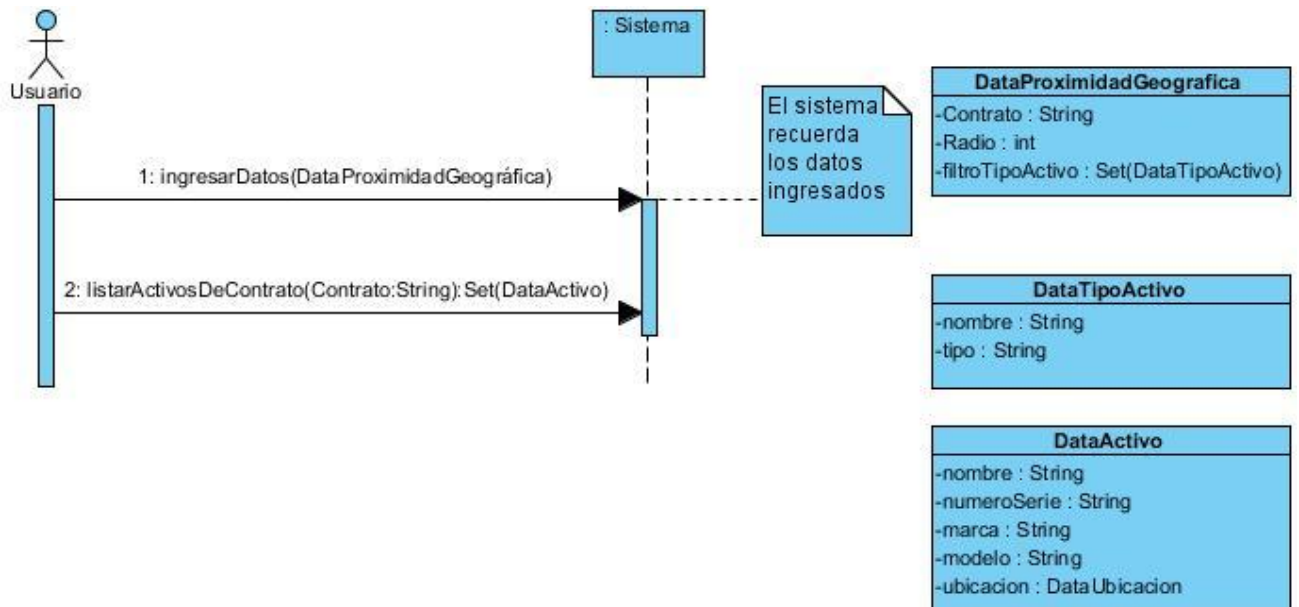 Usuario
: Sistema
1: ingresarDatos(DataProximidadGeográfica)
2: listarActivosDeContrato(Contrato:String):Set(DataActivo)
El sistema
recuerda
los datos
ingresados
DataProximidadGeografica
-Contrato : String
-Radio : int
-filtroTipoActivo : Set(DataTipoActivo)
DataTipoActivo
-nombre : String
-tipo : String
DataActivo
-nombre : String
-numeroSerie : String
-marca : String
-modelo : String
-ubicacion : DataUbicacion